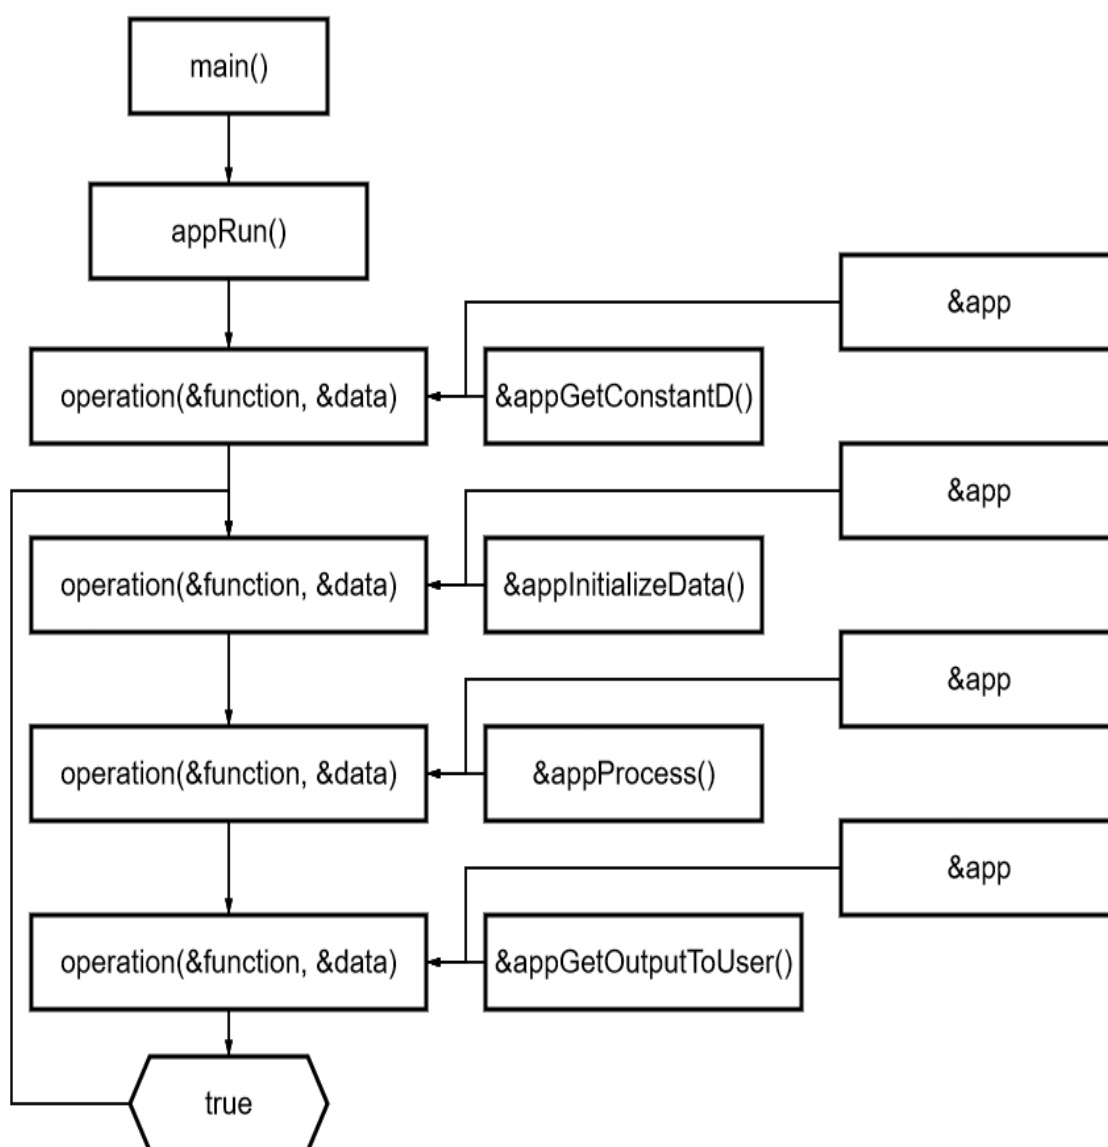 main()
appRun()
&app
operation(&function, &data)
&appGetConstantD()
&app
operation(&function, &data)
&appInitializeData()
&app
operation(&function, &data)
&appProcess()
&app
operation(&function, &data)
&appGetOutputToUser()
true